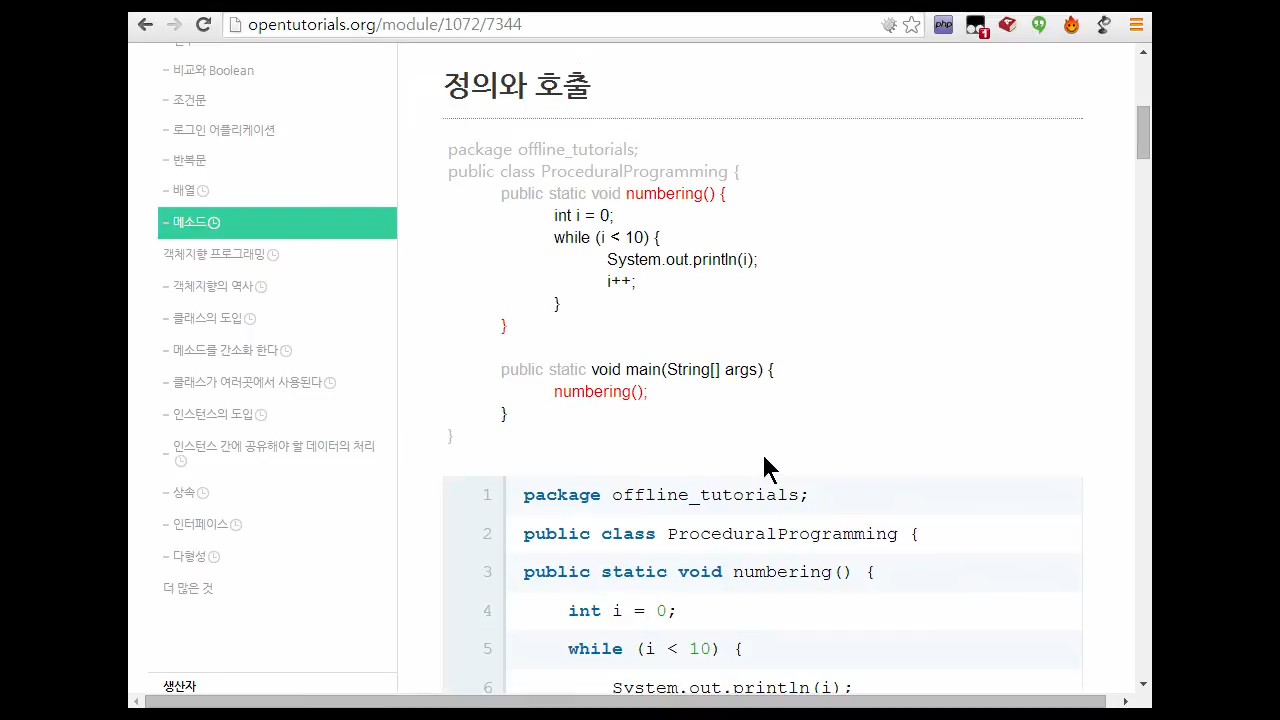 opentutorials.org/module/1072/7344
php
1
– 비교와 Boolean
– 조건문
– 로그인 어플리케이션
– 반복문
– 배열
– 메소드
객체지향 프로그래밍
– 객체지향의 역사
– 클래스의 도입
– 메소드를 간소화 한다
– 클래스가 여러곳에서 사용된다
– 인스턴스의 도입
– 인스턴스 간에 공유해야 할 데이터의 처리
– 상속
– 인터페이스
– 다형성
더 많은 것
생산자
정의와 호출
package offline_tutorials;
public class ProceduralProgramming {
public static void numbering() {
int i = 0;
while (i < 10) {
System.out.println(i);
i++;
}
}
public static void main(String[] args) {
numbering();
}
}
1 package offline_tutorials;
2 public class ProceduralProgramming {
3 public static void numbering() {
4 int i = 0;
5 while (i < 10) {
6 System.out.println(i);